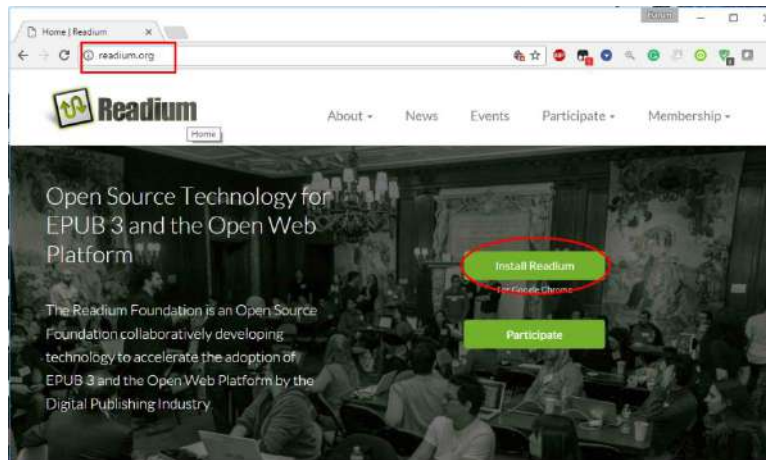 Home | Readium
readium.org
Readium
Home
About
News
Events
Participate
Membership
Open Source Technology for
EPUB 3 and the Open Web
Platform
Install Readium
For Google Chrome
Participate
The Readium Foundation is an Open Source
Foundation collaboratively developing
technology to accelerate the adoption of
EPUB 3 and the Open Web Platform by the
Digital Publishing Industry